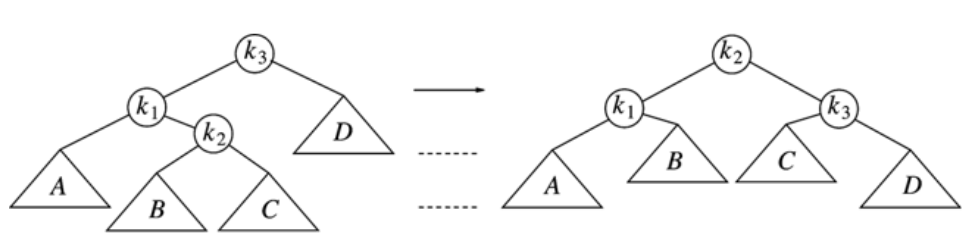 k₃ k₂
k₁ k₁ k₃
k₂ D
B C
A A D
B C